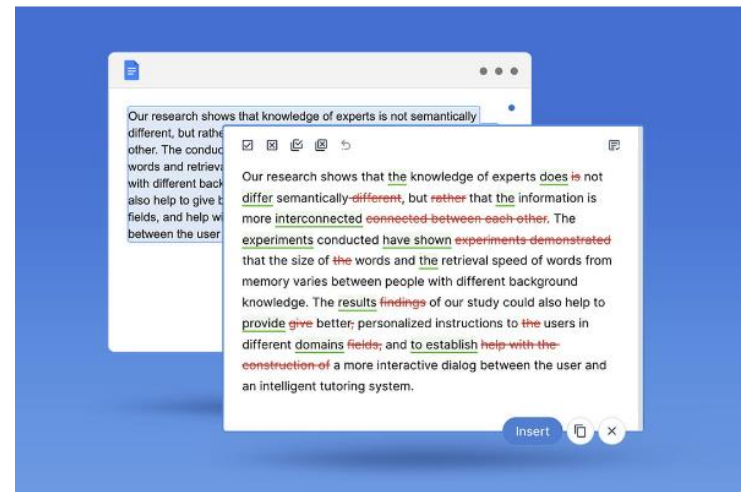 Our research shows that knowledge of experts is not semantically
different, but rathe
other. The conduc
words and retrieva
with different back
also help to give b
fields, and help wi
between the user
Our research shows that the knowledge of experts does is not
differ semantically different, but rather that the information is
more interconnected connected between each other. The
experiments conducted have shown experiments demonstrated
that the size of the words and the retrieval speed of words from
memory varies between people with different background
knowledge. The results findings of our study could also help to
provide give better, personalized instructions to the users in
different domains fields, and to establish help with the
construction of a more interactive dialog between the user and
an intelligent tutoring system.
Insert